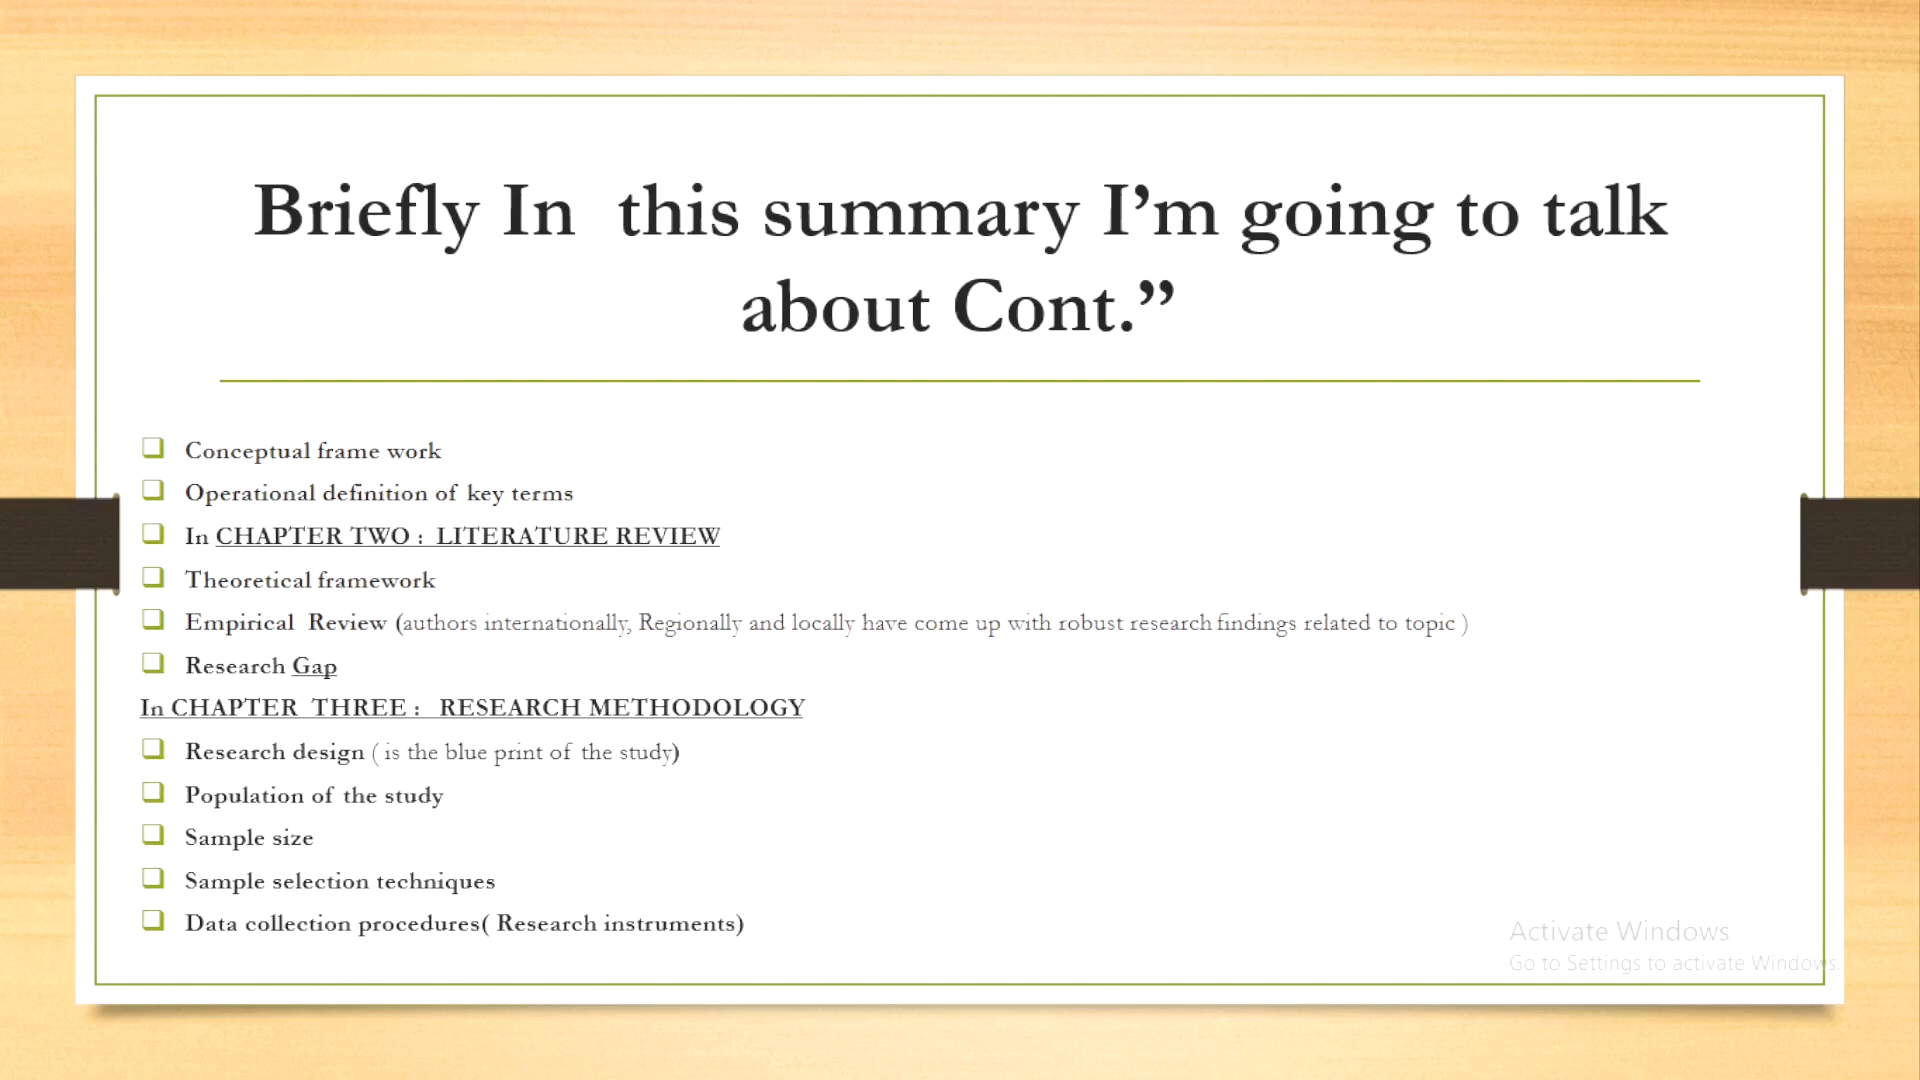 Briefly In  this summary I’m going to talk
about Cont.”
Conceptual frame work
Operational definition of key terms
In CHAPTER TWO :  LITERATURE REVIEW
Theoretical framework
Empirical  Review (authors internationally, Regionally and locally have come up with robust research findings related to topic )
Research Gap
In CHAPTER  THREE :   RESEARCH METHODOLOGY
Research design ( is the blue print of the study)
Population of the study
Sample size
Sample selection techniques
Data collection procedures( Research instruments)
Activate Windows
Go to Settings to activate Windows.